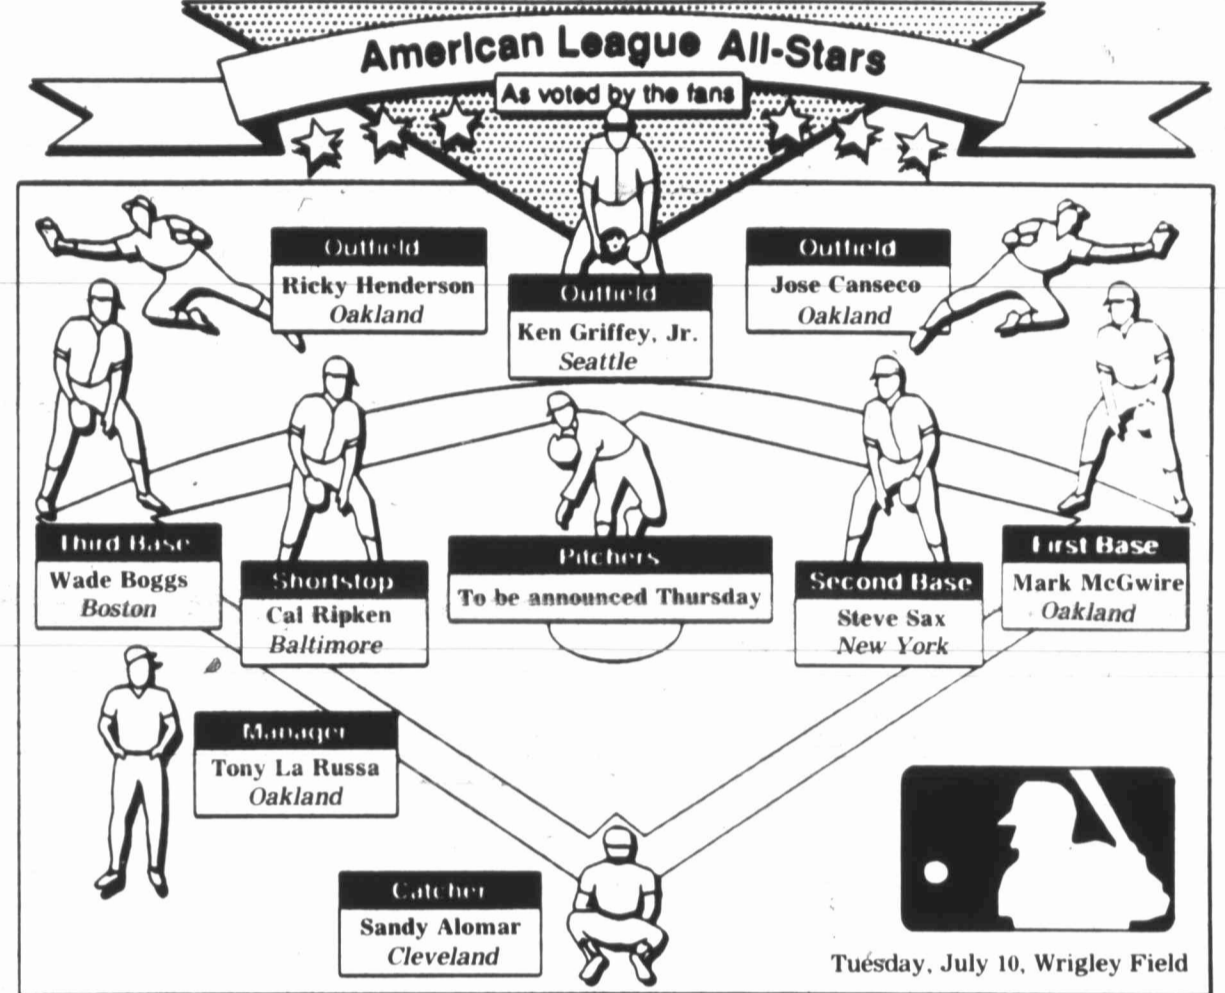 American League All-Stars
As voted by the fans
Outfield
Ricky Henderson
Oakland
Outfield
Ken Griffey, Jr.
Seattle
Outfield
Jose Canseco
Oakland
Third Base
Wade Boggs
Boston
Shortstop
Cal Ripken
Baltimore
Pitchers
To be announced Thursday
Second Base
Steve Sax
New York
First Base
Mark McGwire
Oakland
Manager
Tony La Russa
Oakland
Catcher
Sandy Alomar
Cleveland
Tuesday, July 10, Wrigley Field